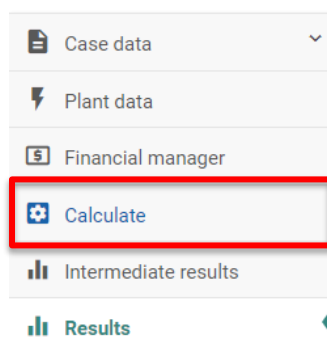 Case data
Plant data
Financial manager
Calculate
Intermediate results
Results